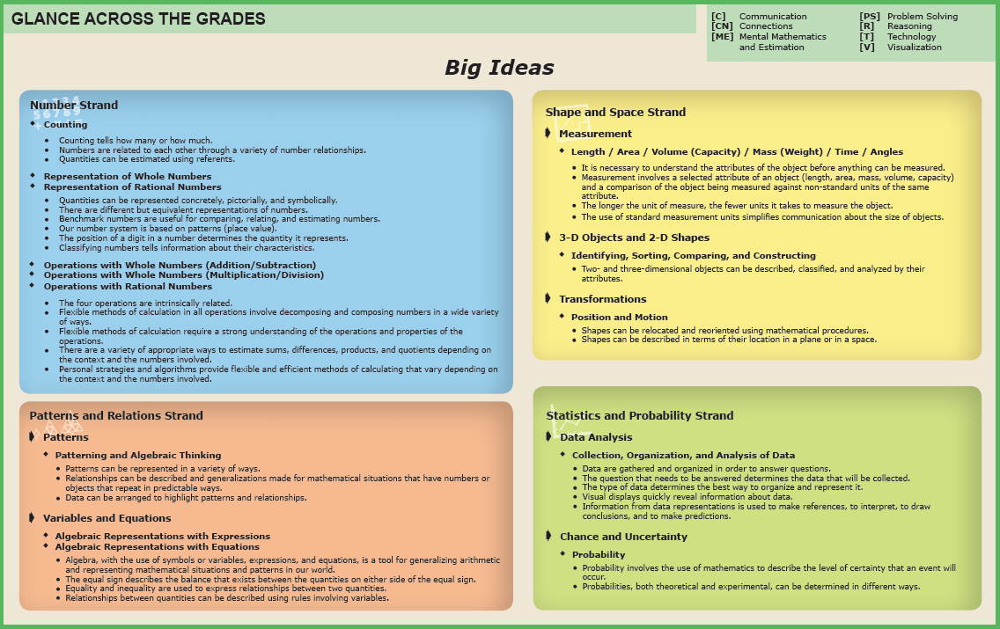 GLANCE ACROSS THE GRADES
[C] Communication
[CN] Connections
[ME] Mental Mathematics
and Estimation
[PS] Problem Solving
[R] Reasoning
[T] Technology
[V] Visualization
Big Ideas
Number Strand
Counting
Counting tells how many or how much.
Numbers are related to each other through a variety of number relationships.
Quantities can be estimated using referents.
Representation of Whole Numbers
Representation of Rational Numbers
Quantities can be represented concretely, pictorially, and symbolically.
There are different but equivalent representations of numbers.
Benchmark numbers are useful for comparing, relating, and estimating numbers.
Our number system is based on patterns (place value).
The position of a digit in a number determines the quantity it represents.
Classifying numbers tells information about their characteristics.
Operations with Whole Numbers (Addition/Subtraction)
Operations with Whole Numbers (Multiplication/Division)
Operations with Rational Numbers
The four operations are intrinsically related.
Flexible methods of calculation in all operations involve decomposing and composing numbers in a wide variety
of ways.
Flexible methods of calculation require a strong understanding of the operations and properties of the
operations.
There are a variety of appropriate ways to estimate sums, differences, products, and quotients depending on
the context and the numbers involved.
Personal strategies and algorithms provide flexible and efficient methods of calculating that vary depending on
the context and the numbers involved.
Patterns and Relations Strand
Patterns
Patterning and Algebraic Thinking
Patterns can be represented in a variety of ways.
Relationships can be described and generalizations made for mathematical situations that have numbers or
objects that repeat in predictable ways.
Data can be arranged to highlight patterns and relationships.
Variables and Equations
Algebraic Representations with Expressions
Algebraic Representations with Equations
Algebra, with the use of symbols or variables, expressions, and equations, is a tool for generalizing arithmetic
and representing mathematical situations and patterns in our world.
The equal sign describes the balance that exists between the quantities on either side of the equal sign.
Equality and inequality are used to express relationships between two quantities.
Relationships between quantities can be described using rules involving variables.
Shape and Space Strand
Measurement
Length / Area / Volume (Capacity) / Mass (Weight) / Time / Angles
It is necessary to understand the attributes of the object before anything can be measured.
Measurement involves a selected attribute of an object (length, area, mass, volume, capacity)
and a comparison of the object being measured against non-standard units of the same
attribute.
The longer the unit of measure, the fewer units it takes to measure the object.
The use of standard measurement units simplifies communication about the size of objects.
3-D Objects and 2-D Shapes
Identifying, Sorting, Comparing, and Constructing
Two- and three-dimensional objects can be described, classified, and analyzed by their
attributes.
Transformations
Position and Motion
Shapes can be relocated and reoriented using mathematical procedures.
Shapes can be described in terms of their location in a plane or in a space.
Statistics and Probability Strand
Data Analysis
Collection, Organization, and Analysis of Data
Data are gathered and organized in order to answer questions.
The question that needs to be answered determines the data that will be collected.
The type of data determines the best way to organize and represent it.
Visual displays quickly reveal information about data.
Information from data representations is used to make references, to interpret, to draw
conclusions, and to make predictions.
Chance and Uncertainty
Probability
Probability involves the use of mathematics to describe the level of certainty that an event will
occur.
Probabilities, both theoretical and experimental, can be determined in different ways.